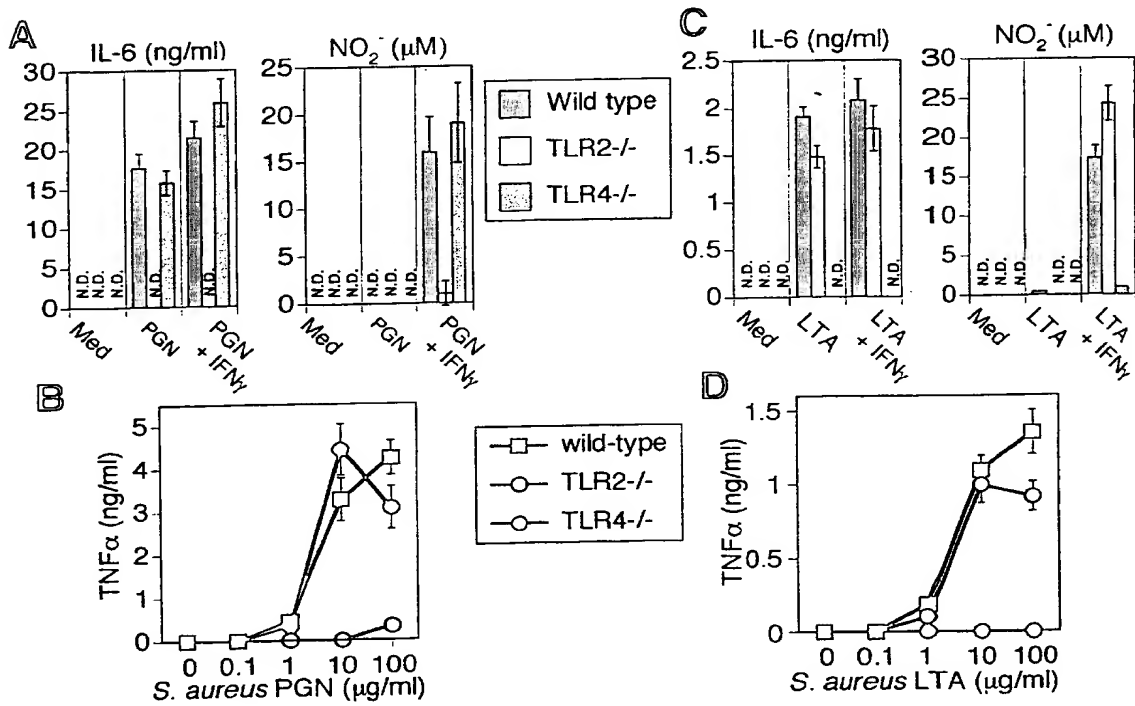 A
IL-6 (ng/ml)
30
25
20
15
10
5
0
N.D.
N.D.
N.D.
N.D.
N.D.
Med
PGN
PGN
+ IFNγ
NO₂⁻ (μM)
25
20
15
10
5
0
N.D.
N.D.
N.D.
N.D.
N.D.
N.D.
Med
PGN
PGN
+ IFNγ
Wild type
TLR2-/-
TLR4-/-
C
IL-6 (ng/ml)
2.5
2
1.5
1
0.5
0
N.D.
N.D.
N.D.
N.D.
N.D.
Med
LTA
LTA
+ IFNγ
NO₂⁻ (μM)
30
25
20
15
10
5
0
N.D.
N.D.
N.D.
N.D.
N.D.
Med
LTA
LTA
+ IFNγ
B
TNFα (ng/ml)
5
4
3
2
1
0
0 0.1 1 10 100
S. aureus PGN (μg/ml)
wild-type
TLR2-/-
TLR4-/-
D
TNFα (ng/ml)
1.5
1
0.5
0
0 0.1 1 10 100
S. aureus LTA (μg/ml)